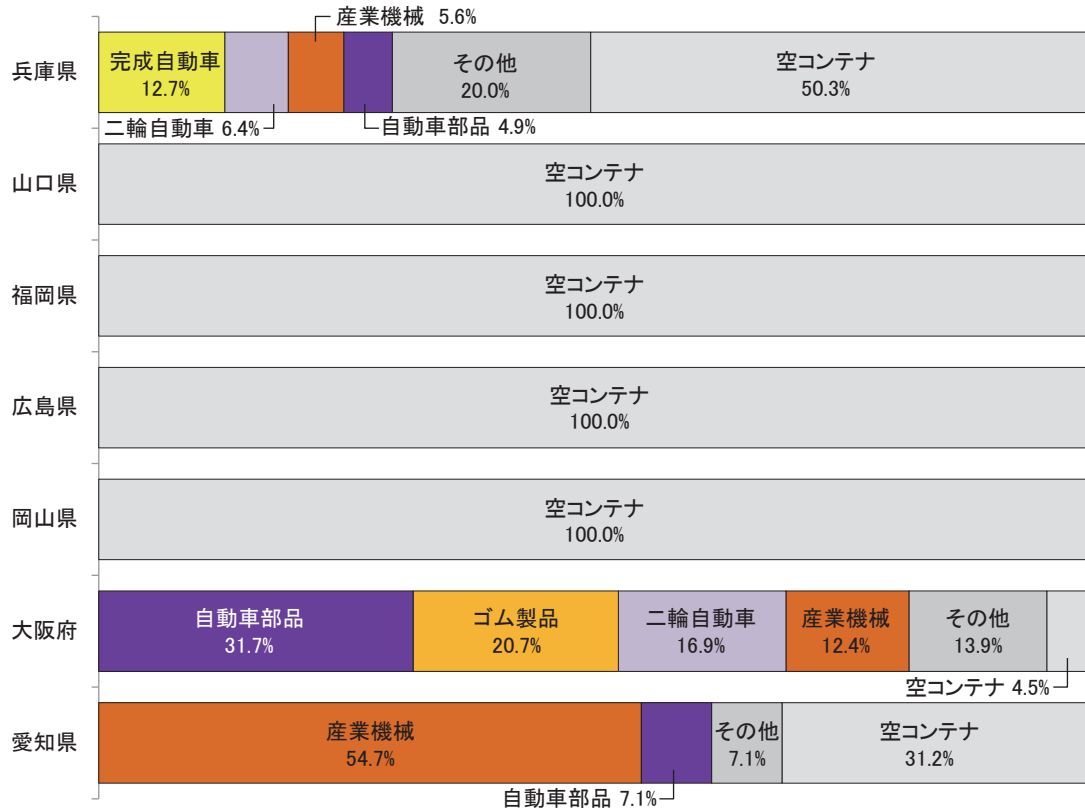 産業機械 5.6%
兵庫県
完成自動車
12.7%
その他
20.0%
空コンテナ
50.3%
二輪自動車 6.4%
自動車部品 4.9%
山口県
空コンテナ
100.0%
福岡県
空コンテナ
100.0%
広島県
空コンテナ
100.0%
岡山県
空コンテナ
100.0%
大阪府
自動車部品
31.7%
ゴム製品
20.7%
二輪自動車
16.9%
産業機械
12.4%
その他
13.9%
空コンテナ 4.5%
愛知県
産業機械
54.7%
その他
7.1%
空コンテナ
31.2%
自動車部品 7.1%